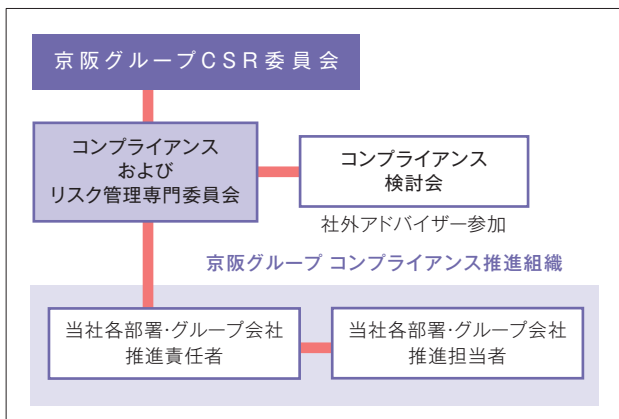 京阪グループCSR委員会
コンプライアンス
および
リスク管理専門委員会
コンプライアンス
検討会
社外アドバイザー参加
京阪グループ コンプライアンス推進組織
当社各部署・グループ会社
推進責任者
当社各部署・グループ会社
推進担当者